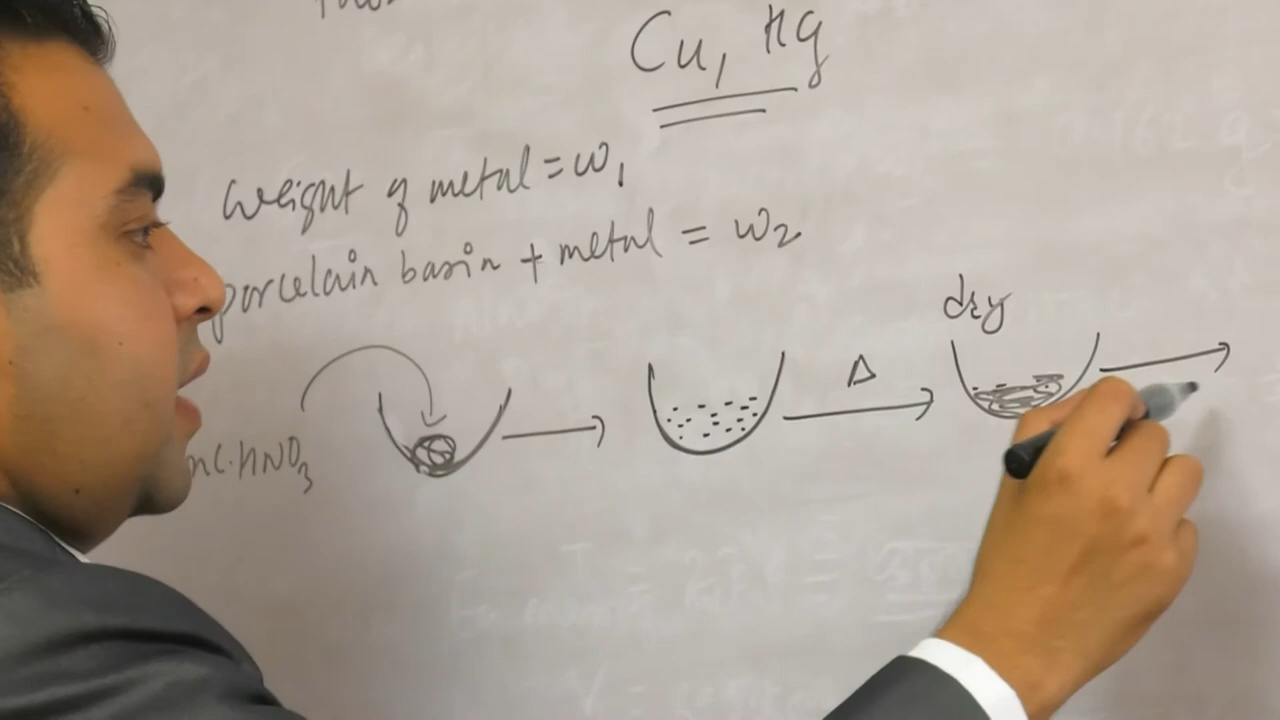 Cu, Hg
weight of metal = w1
porcelain basin + metal = w2
dry
Δ
nC. HNO3